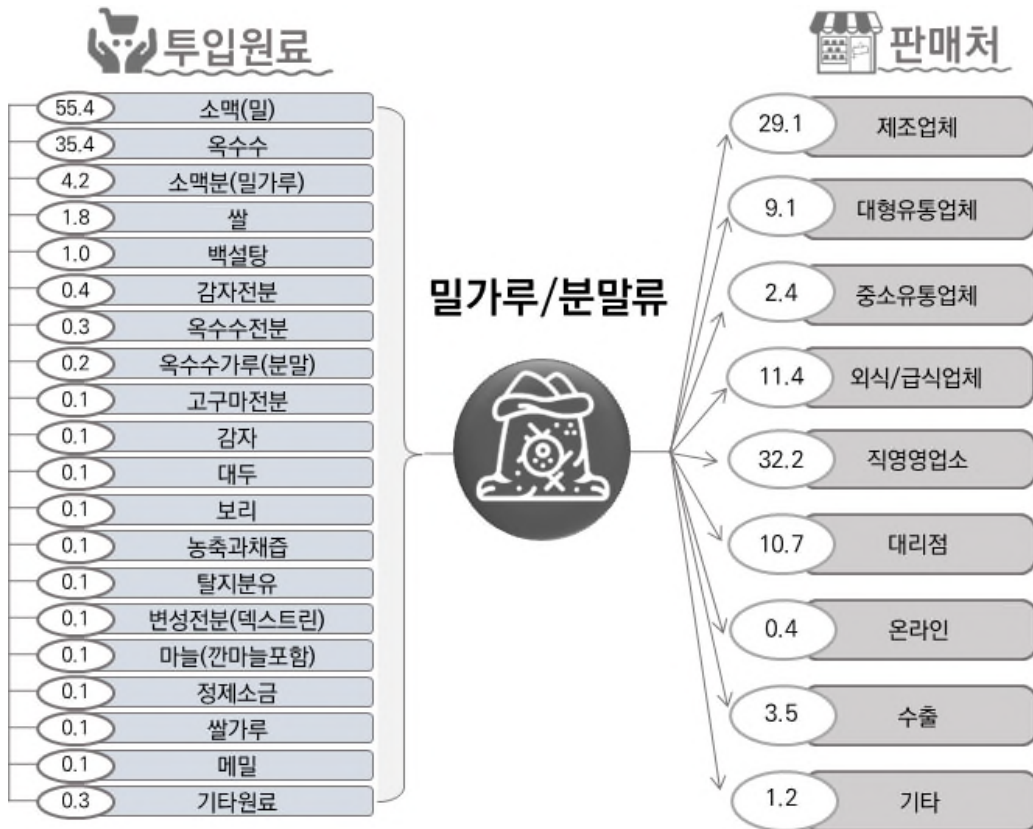 투입원료
55.4 소맥(밀)
35.4 옥수수
4.2 소맥분(밀가루)
1.8 쌀
1.0 백설탕
0.4 감자전분
0.3 옥수수전분
0.2 옥수수가루(분말)
0.1 고구마전분
0.1 감자
0.1 대두
0.1 보리
0.1 농축과채즙
0.1 탈지분유
0.1 변성전분(덱스트린)
0.1 마늘(깐마늘포함)
0.1 정제소금
0.1 쌀가루
0.1 메밀
0.3 기타원료
밀가루/분말류
판매처
29.1 제조업체
9.1 대형유통업체
2.4 중소유통업체
11.4 외식/급식업체
32.2 직영영업소
10.7 대리점
0.4 온라인
3.5 수출
1.2 기타